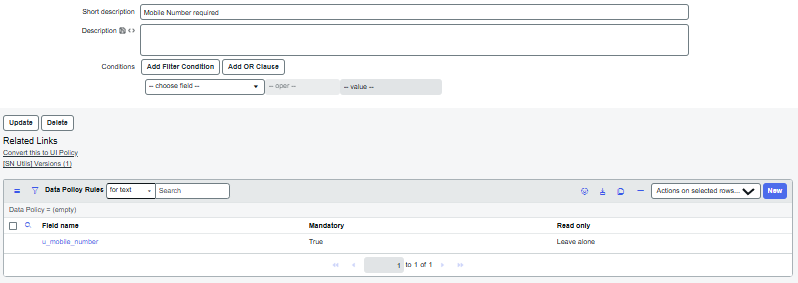 Short description Mobile Number required
Description
Conditions Add Filter Condition Add OR Clause
-- choose field -- -- oper -- -- value --
Update Delete
Related Links
Convert this to UI Policy
[SN Utils] Versions (1)
Data Policy Rules for text Search Actions on selected rows... New
Data Policy = (empty)
Field name Mandatory Read only
u_mobile_number True Leave alone
1 to 1 of 1